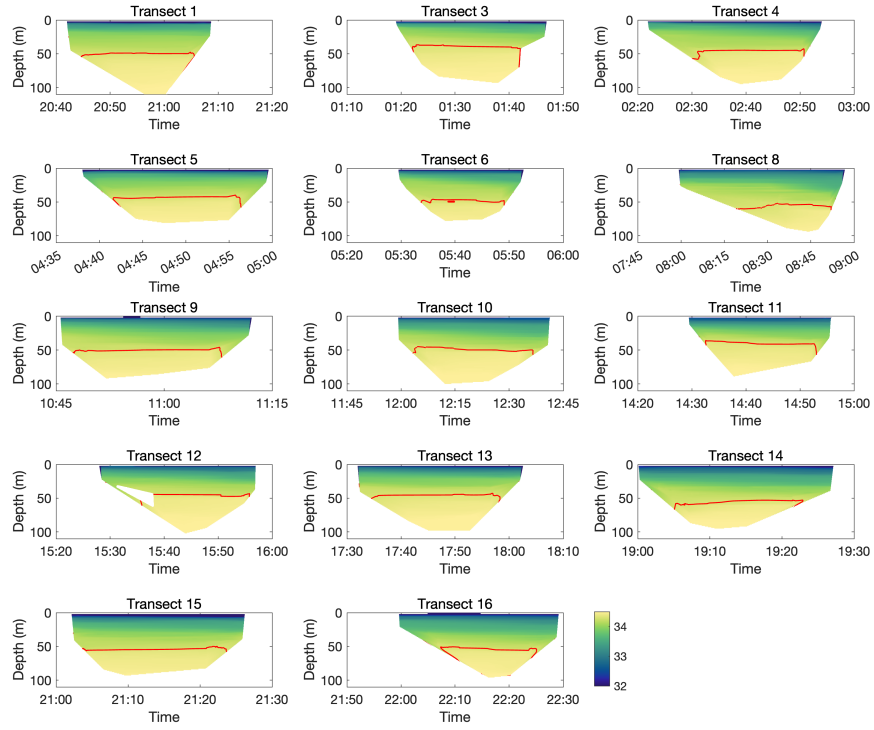 Transect 1 Transect 3 Transect 4
0 0 0
50 50 50
100 100 100
Depth (m) Depth (m) Depth (m)
20:40 20:50 21:00 21:10 21:20 01:10 01:20 01:30 01:40 01:50 02:20 02:30 02:40 02:50 03:00
Time Time Time
Transect 5 Transect 6 Transect 8
0 0 0
50 50 50
100 100 100
Depth (m) Depth (m) Depth (m)
04:35 04:40 04:45 04:50 04:55 05:00 05:20 05:30 05:40 05:50 06:00 07:45 08:00 08:15 08:30 08:45 09:00
Time Time Time
Transect 9 Transect 10 Transect 11
0 0 0
50 50 50
100 100 100
Depth (m) Depth (m) Depth (m)
10:45 11:00 11:15 11:45 12:00 12:15 12:30 12:45 14:20 14:30 14:40 14:50 15:00
Time Time Time
Transect 12 Transect 13 Transect 14
0 0 0
50 50 50
100 100 100
Depth (m) Depth (m) Depth (m)
15:20 15:30 15:40 15:50 16:00 17:30 17:40 17:50 18:00 18:10 19:00 19:10 19:20 19:30
Time Time Time
Transect 15 Transect 16
0 0
50 50
100 100
Depth (m) Depth (m)
21:00 21:10 21:20 21:30 21:50 22:00 22:10 22:20 22:30
Time Time
34
33
32